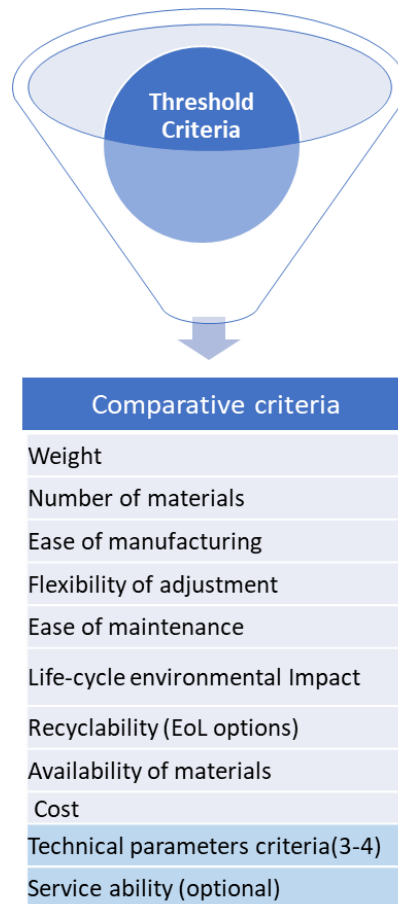 Threshold
Criteria
Comparative criteria
Weight
Number of materials
Ease of manufacturing
Flexibility of adjustment
Ease of maintenance
Life-cycle environmental Impact
Recyclability (EoL options)
Availability of materials
Cost
Technical parameters criteria(3-4)
Service ability (optional)